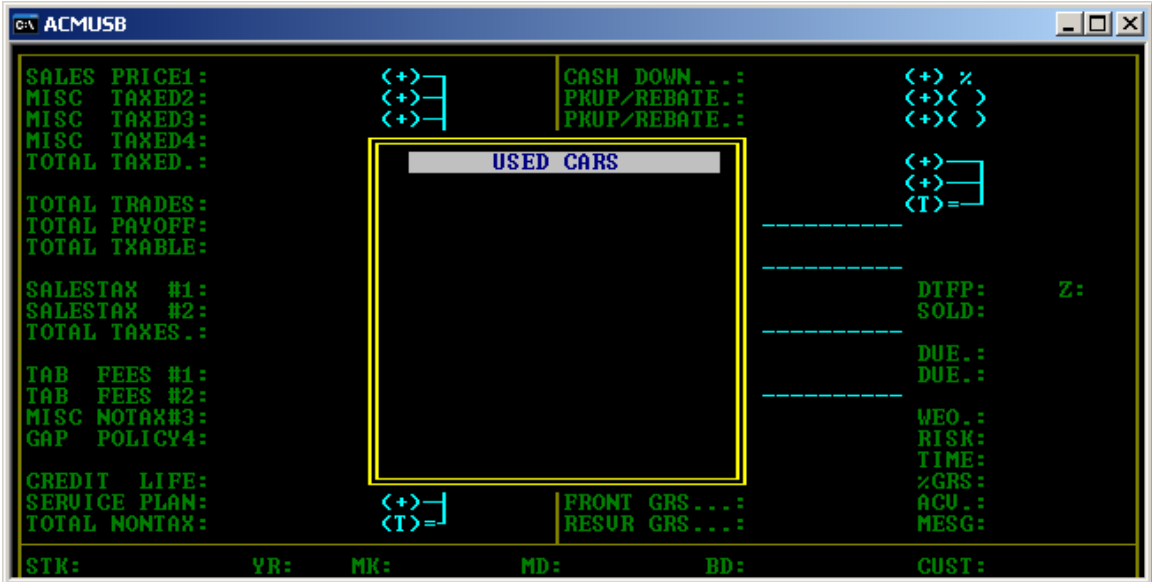 ACMUSB
SALES PRICE1: (+) CASH DOWN...: (+) %
MISC TAXED2: (+) PKUP/REBATE.: (+)( )
MISC TAXED3: (+) PKUP/REBATE.: (+)( )
MISC TAXED4:
TOTAL TAXED.: USED CARS (+)
(+)
TOTAL TRADES: (T)=
TOTAL PAYOFF:
TOTAL TXABLE:
SALESTAX #1: DTFP: Z:
SALESTAX #2: SOLD:
TOTAL TAXES.:
DUE.:
TAB FEES #1: DUE.:
TAB FEES #2:
MISC NOTAX#3: WEO.:
GAP POLICY4: RISK:
TIME:
CREDIT LIFE: %GRS:
SERVICE PLAN: (+) FRONT GRS...: ACV.:
TOTAL NONTAX: (T)= RESVR GRS...: MESG:
STK: YR: MK: MD: BD: CUST: